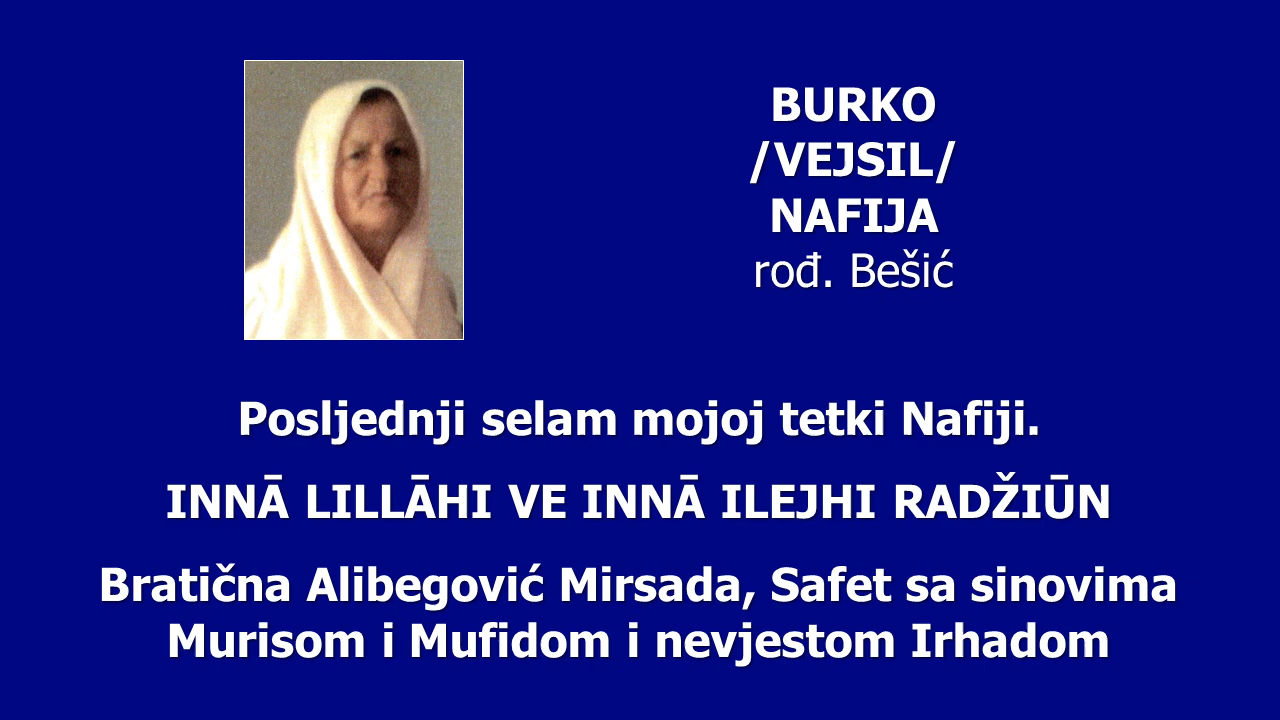 BURKO
/VEJSIL/
NAFIJA
rođ. Bešić
Posljednji selam mojoj tetki Nafiji.
INNĀ LILLĀHI VE INNĀ ILEJHI RADŽIŪN
Bratična Alibegović Mirsada, Safet sa sinovima
Murisom i Mufidom i nevjestom Irhadom